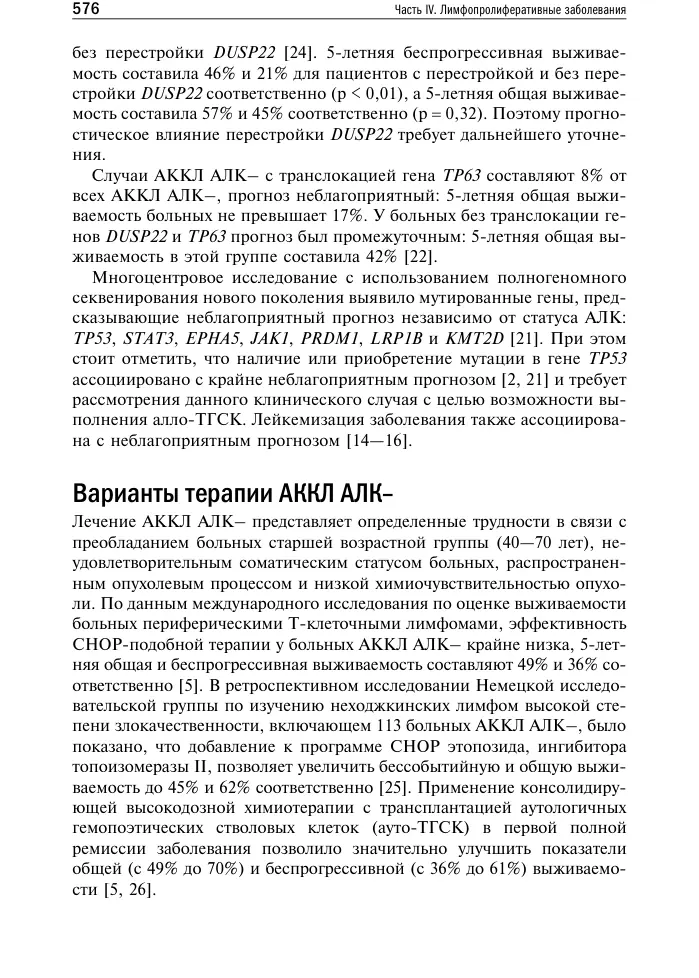 576
Часть IV. Лимфопролиферативные заболевания
без перестройки DUSP22 [24]. 5-летняя беспрогрессивная выживае-
мость составила 46% и 21% для пациентов с перестройкой и без пере-
стройки DUSP22 соответственно (p < 0,01), а 5-летняя общая выживае-
мость составила 57% и 45% соответственно (p = 0,32). Поэтому прогно-
стическое влияние перестройки DUSP22 требует дальнейшего уточне-
ния.
Случаи АККЛ АЛК− с транслокацией гена TP63 составляют 8% от
всех АККЛ АЛК−, прогноз неблагоприятный: 5-летняя общая выжи-
ваемость больных не превышает 17%. У больных без транслокации ге-
нов DUSP22 и TP63 прогноз был промежуточным: 5-летняя общая вы-
живаемость в этой группе составила 42% [22].
Многоцентровое исследование с использованием полногеномного
секвенирования нового поколения выявило мутированные гены, пред-
сказывающие неблагоприятный прогноз независимо от статуса АЛК:
TP53, STAT3, EPHA5, JAK1, PRDM1, LRP1B и KMT2D [21]. При этом
стоит отметить, что наличие или приобретение мутации в гене TP53
ассоциировано с крайне неблагоприятным прогнозом [2, 21] и требует
рассмотрения данного клинического случая с целью возможности вы-
полнения алло-ТГСК. Лейкемизация заболевания также ассоциирова-
на с неблагоприятным прогнозом [14—16].
Варианты терапии АККЛ АЛК−
Лечение АККЛ АЛК− представляет определенные трудности в связи с
преобладанием больных старшей возрастной группы (40—70 лет), не-
удовлетворительным соматическим статусом больных, распространен-
ным опухолевым процессом и низкой химиочувствительностью опухо-
ли. По данным международного исследования по оценке выживаемости
больных периферическими Т-клеточными лимфомами, эффективность
СНОР-подобной терапии у больных АККЛ АЛК− крайне низка, 5-лет-
няя общая и беспрогрессивная выживаемость составляют 49% и 36% со-
ответственно [5]. В ретроспективном исследовании Немецкой исследо-
вательской группы по изучению неходжкинских лимфом высокой сте-
пени злокачественности, включающем 113 больных АККЛ АЛК−, было
показано, что добавление к программе СНОР этопозида, ингибитора
топоизомеразы II, позволяет увеличить бессобытийную и общую выжи-
ваемость до 45% и 62% соответственно [25]. Применение консолидиру-
ющей высокодозной химиотерапии с трансплантацией аутологичных
гемопоэтических стволовых клеток (ауто-ТГСК) в первой полной
ремиссии заболевания позволило значительно улучшить показатели
общей (с 49% до 70%) и беспрогрессивной (с 36% до 61%) выживаемо-
сти [5, 26].